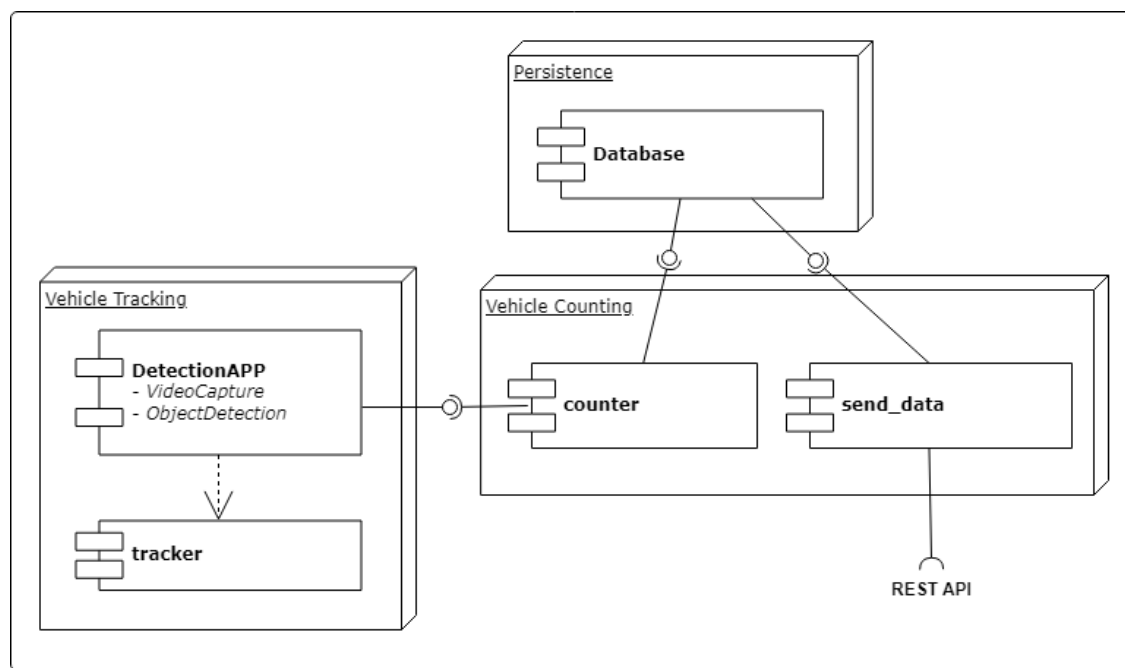 Persistence
Database
Vehicle Tracking
DetectionAPP
- VideoCapture
- ObjectDetection
tracker
Vehicle Counting
counter
send_data
REST API